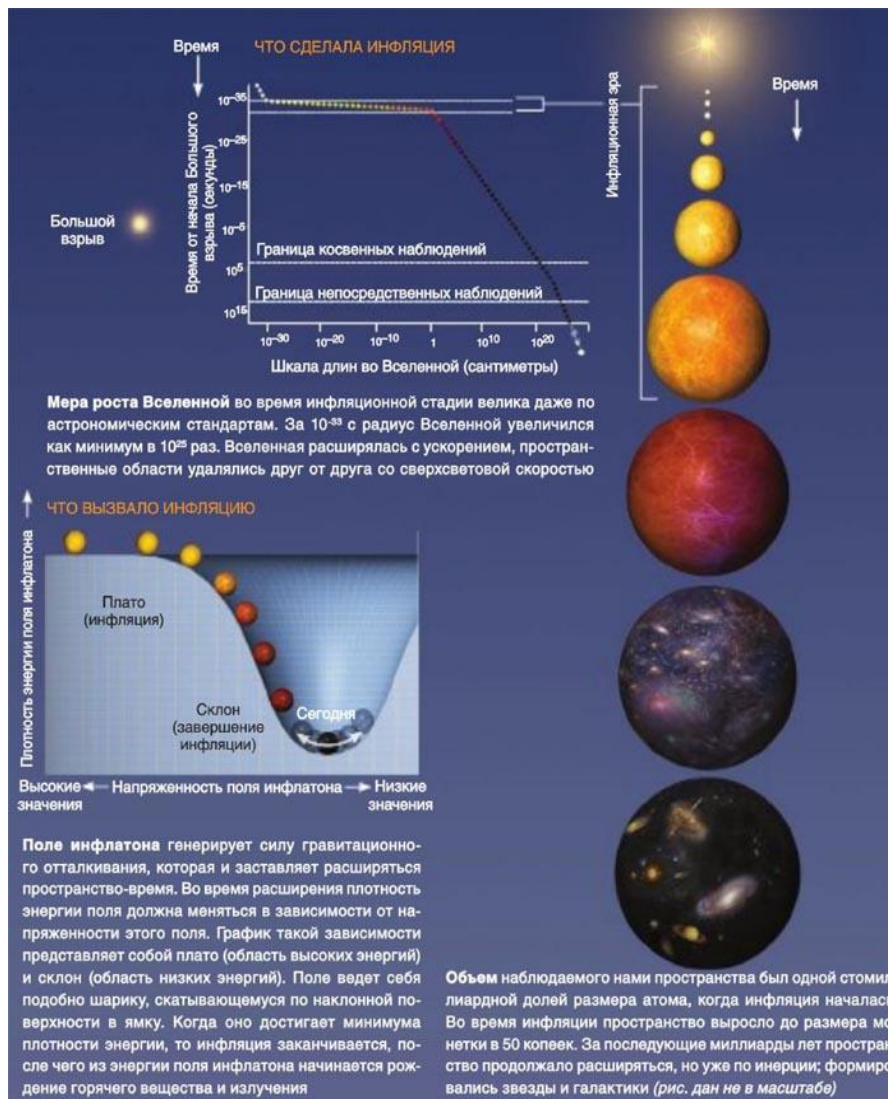 Время
ЧТО СДЕЛАЛА ИНФЛЯЦИЯ
Время от начала Большого
взрыва (секунды)
10⁻³⁵
10⁻²⁵
10⁻¹⁵
10⁻⁵
10⁵
10¹⁵
Большой
взрыв
Граница косвенных наблюдений
Граница непосредственных наблюдений
10⁻³⁰ 10⁻²⁰ 10⁻¹⁰ 1 10¹⁰ 10²⁰
Шкала длин во Вселенной (сантиметры)
Инфляционная эра
Время
Мера роста Вселенной во время инфляционной стадии велика даже по
астрономическим стандартам. За 10⁻³³ с радиус Вселенной увеличился
как минимум в 10²⁵ раз. Вселенная расширялась с ускорением, простран-
ственные области удалялись друг от друга со сверхсветовой скоростью
ЧТО ВЫЗВАЛО ИНФЛЯЦИЮ
Плотность энергии поля инфлатона
Плато
(инфляция)
Склон
(завершение
инфляции)
Сегодня
Высокие
значения
Напряженность поля инфлатона
Низкие
значения
Поле инфлатона генерирует силу гравитационно-
го отталкивания, которая и заставляет расширяться
пространство-время. Во время расширения плотность
энергии поля должна меняться в зависимости от на-
пряженности этого поля. График такой зависимости
представляет собой плато (область высоких энергий)
и склон (область низких энергий). Поле ведет себя
подобно шарику, скатывающемуся по наклонной по-
верхности в ямку. Когда оно достигает минимума
плотности энергии, то инфляция заканчивается, по-
сле чего из энергии поля инфлатона начинается рож-
дение горячего вещества и излучения
Объем наблюдаемого нами пространства был одной стомил
лиардной долей размера атома, когда инфляция началас
Во время инфляции пространство выросло до размера мо
нетки в 50 копеек. За последующие миллиарды лет простран
ство продолжало расширяться, но уже по инерции; формиро
вались звезды и галактики (рис. дан не в масштабе)